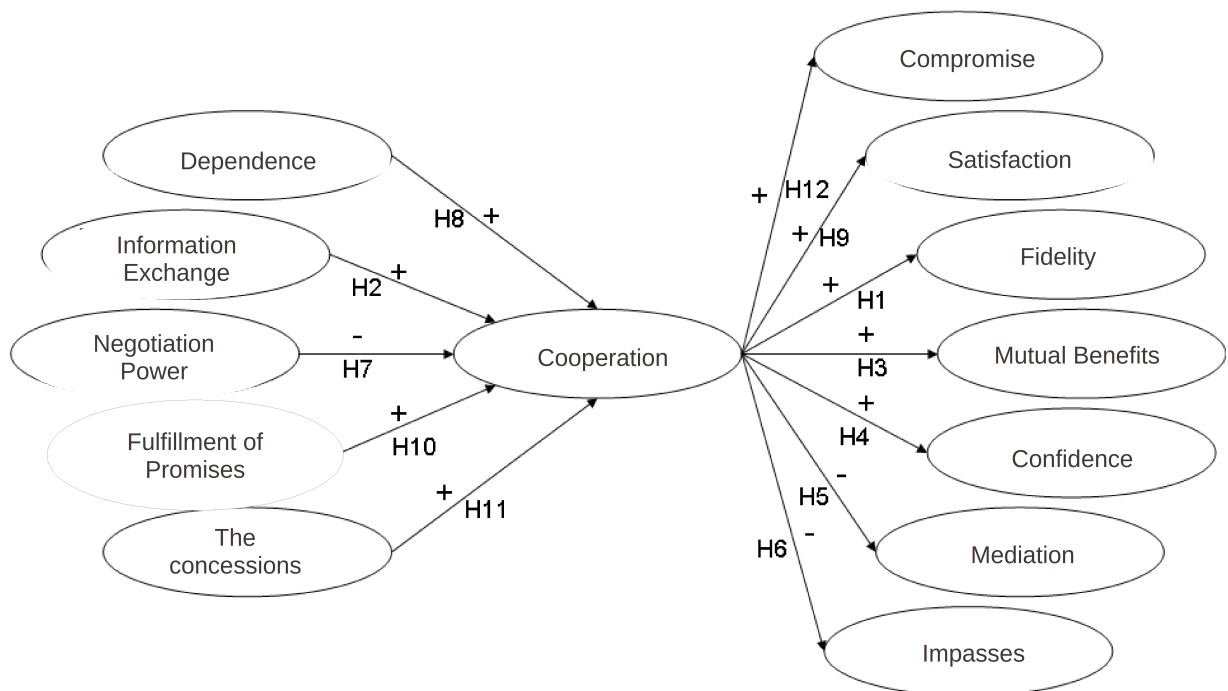 Compromise
Dependence
Satisfaction
+
H12
H8
+
+
H9
Information
Exchange
Fidelity
+
H2
+
H1
Negotiation
Power
-
H7
Cooperation
+
H3
Mutual Benefits
Fulfillment of
Promises
+
H10
+
H4
Confidence
+
H11
-
H5
The
concessions
-
H6
Mediation
Impasses